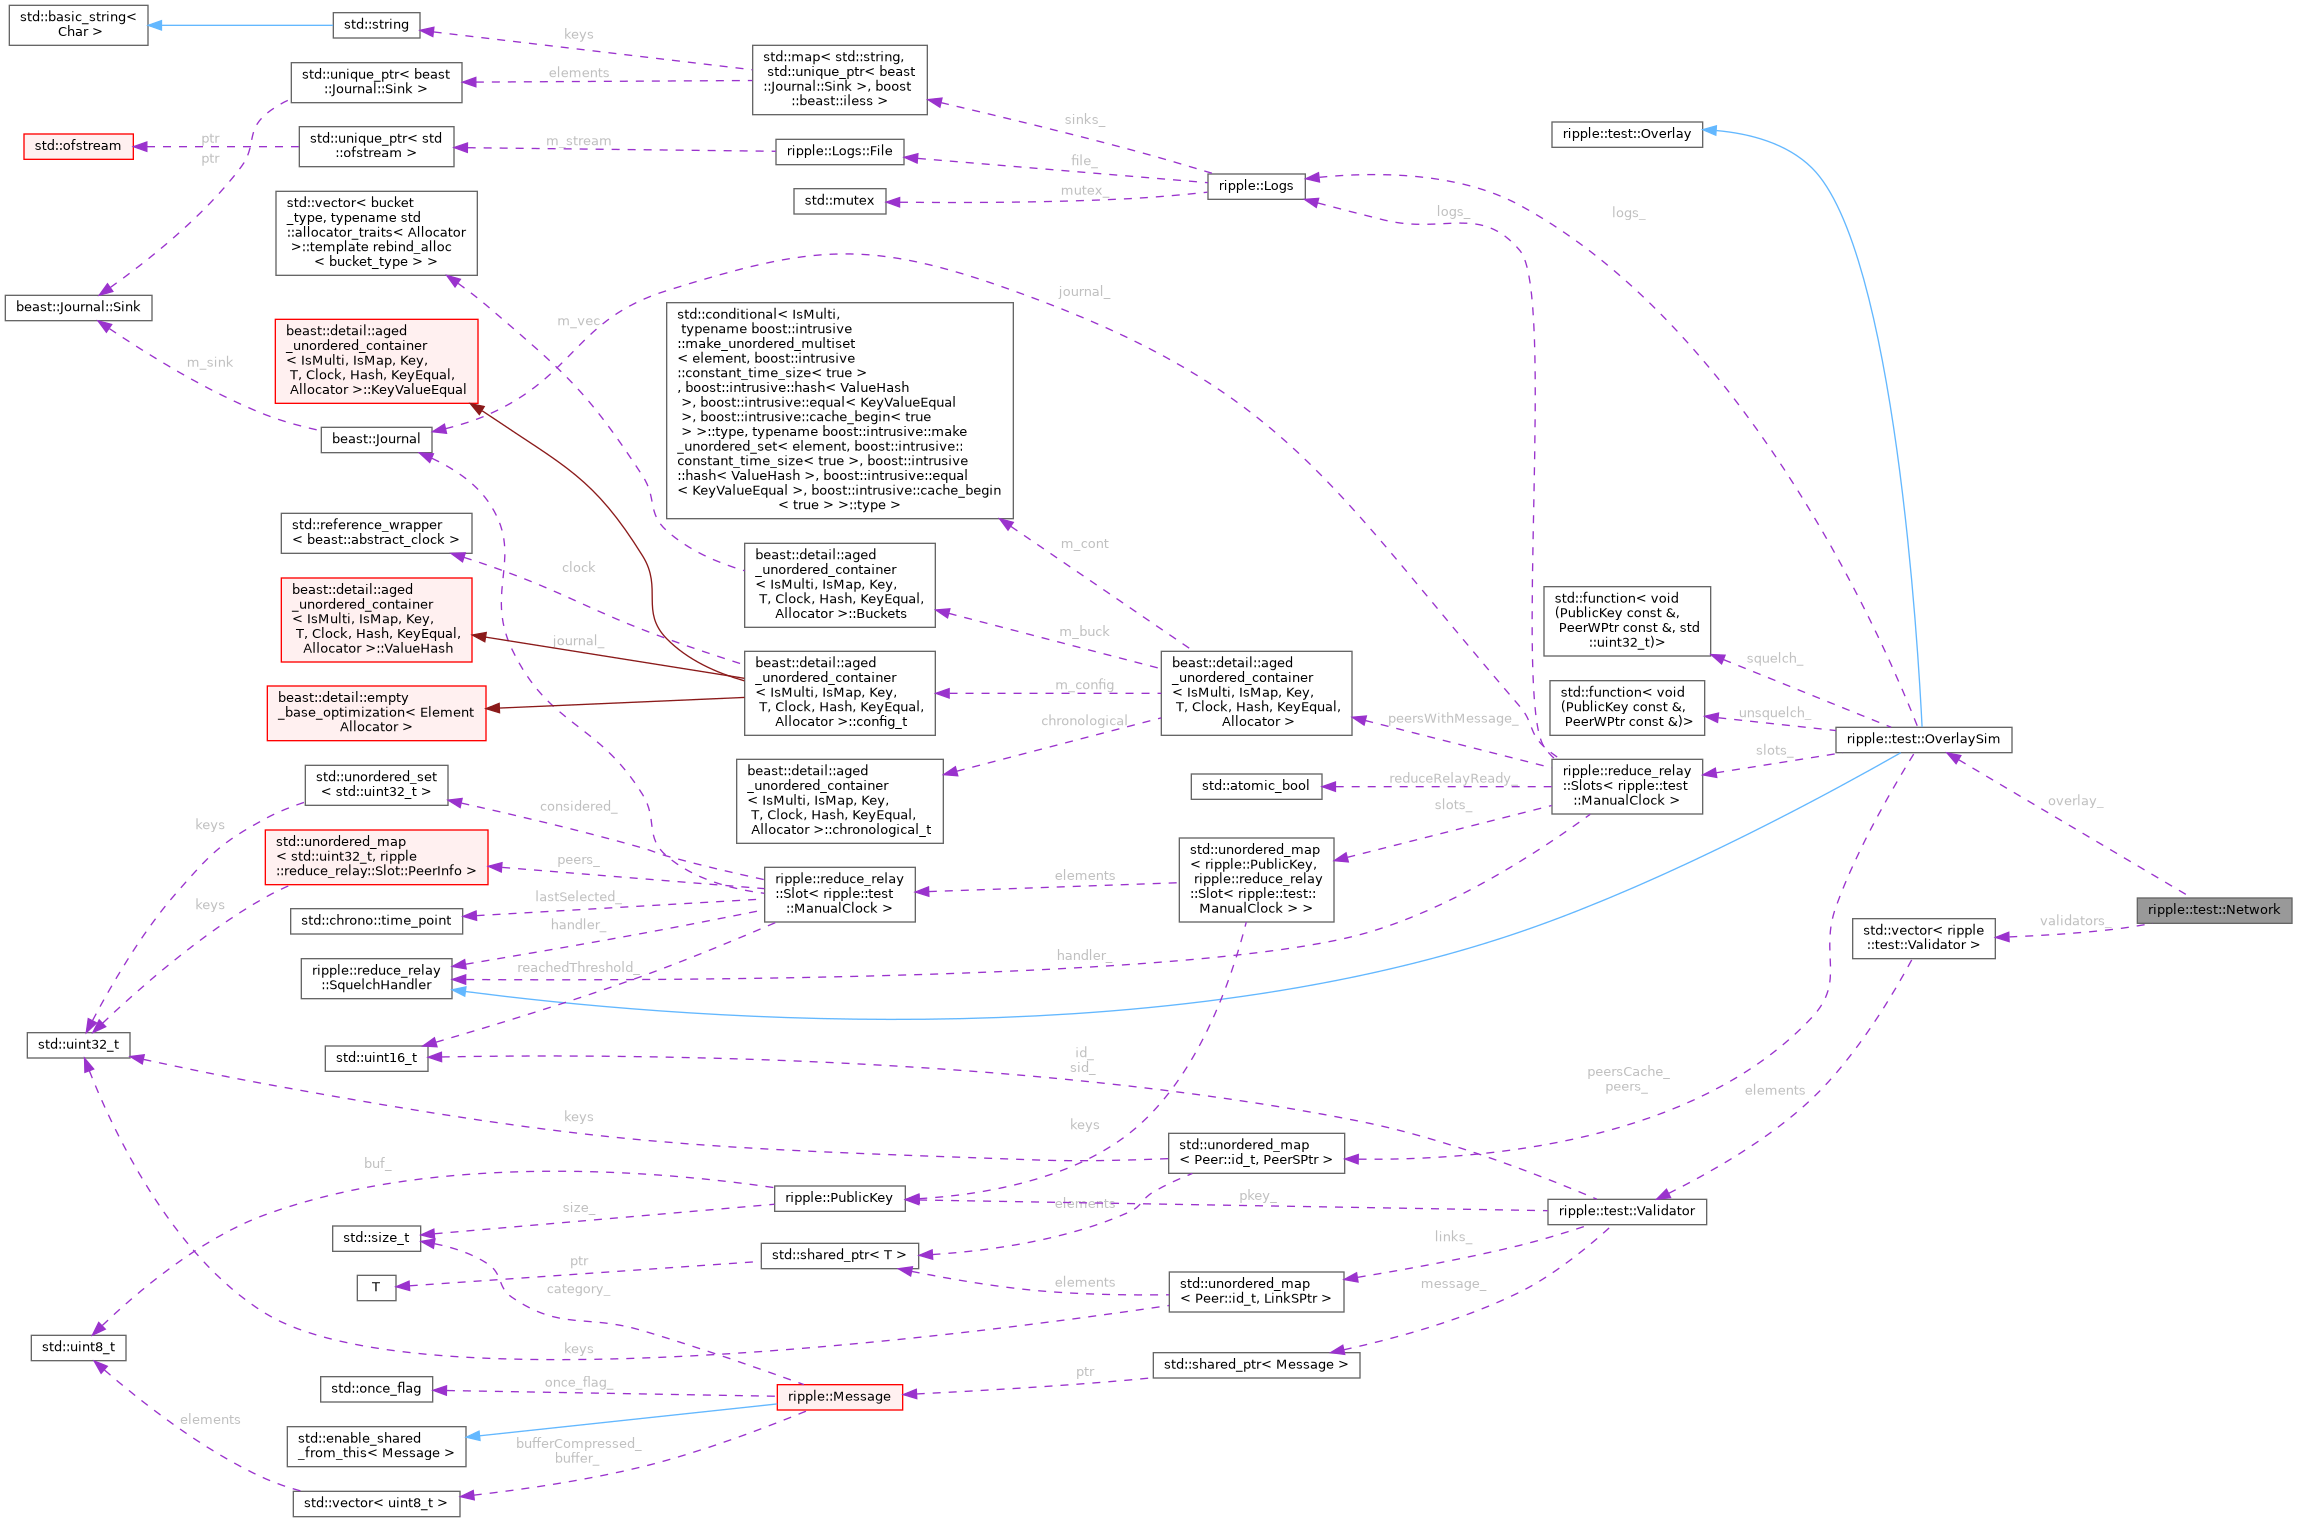 std::basic_string<
Char >
std::string
keys
std::unique_ptr< beast
::Journal::Sink >
elements
std::map< std::string,
std::unique_ptr< beast
::Journal::Sink >, boost
::beast::iless >
sinks_
std::ofstream
ptr
ptr
std::unique_ptr< std
::ofstream >
m_stream
ripple::Logs::File
file_
std::mutex
mutex_
ripple::Logs
logs_
logs_
ripple::test::Overlay
std::vector< bucket
_type, typename std
::allocator_traits< Allocator
>::template rebind_alloc
< bucket_type > >
beast::Journal::Sink
m_sink
m_vec
journal_
beast::detail::aged
_unordered_container
< IsMulti, IsMap, Key,
T, Clock, Hash, KeyEqual,
Allocator >::KeyValueEqual
beast::Journal
std::conditional< IsMulti,
typename boost::intrusive
::make_unordered_multiset
< element, boost::intrusive
::constant_time_size< true >
, boost::intrusive::hash< ValueHash
>, boost::intrusive::equal< KeyValueEqual
>, boost::intrusive::cache_begin< true
> >::type, typename boost::intrusive::make
_unordered_set< element, boost::intrusive::
constant_time_size< true >, boost::intrusive
::hash< ValueHash >, boost::intrusive::equal
< KeyValueEqual >, boost::intrusive::cache_begin
< true > >::type >
m_cont
std::reference_wrapper
< beast::abstract_clock >
clock
beast::detail::aged
_unordered_container
< IsMulti, IsMap, Key,
T, Clock, Hash, KeyEqual,
Allocator >::Buckets
m_buck
beast::detail::aged
_unordered_container
< IsMulti, IsMap, Key,
T, Clock, Hash, KeyEqual,
Allocator >::ValueHash
journal_
beast::detail::aged
_unordered_container
< IsMulti, IsMap, Key,
T, Clock, Hash, KeyEqual,
Allocator >::config_t
m_config
beast::detail::aged
_unordered_container
< IsMulti, IsMap, Key,
T, Clock, Hash, KeyEqual,
Allocator >
std::function< void
(PublicKey const &,
PeerWPtr const &, std
::uint32_t)>
squelch_
std::function< void
(PublicKey const &,
PeerWPtr const &)>
unsquelch_
ripple::test::OverlaySim
beast::detail::empty
_base_optimization< Element
Allocator >
chronological_
beast::detail::aged
_unordered_container
< IsMulti, IsMap, Key,
T, Clock, Hash, KeyEqual,
Allocator >::chronological_t
peersWithMessage_
slots_
std::atomic_bool
reduceRelayReady_
slots_
ripple::reduce_relay
::Slots< ripple::test
::ManualClock >
overlay_
std::unordered_set
< std::uint32_t >
considered_
keys
std::unordered_map
< std::uint32_t, ripple
::reduce_relay::Slot::PeerInfo >
peers_
keys
std::chrono::time_point
lastSelected_
handler_
ripple::reduce_relay
::Slot< ripple::test
::ManualClock >
elements
std::unordered_map
< ripple::PublicKey,
ripple::reduce_relay
::Slot< ripple::test::
ManualClock > >
ripple::test::Network
validators_
std::vector< ripple
::test::Validator >
handler_
ripple::reduce_relay
::SquelchHandler
reachedThreshold_
std::uint32_t
std::uint16_t
id_
sid_
peersCache_
peers_
elements
keys
keys
std::unordered_map
< Peer::id_t, PeerSPtr >
buf_
ripple::PublicKey
pkey_
elements
ripple::test::Validator
size_
std::size_t
std::shared_ptr< T >
links_
ptr
T
category_
elements
std::unordered_map
< Peer::id_t, LinkSPtr >
message_
std::uint8_t
keys
std::shared_ptr< Message >
ptr
std::once_flag
once_flag_
ripple::Message
elements
std::enable_shared
_from_this< Message >
bufferCompressed_
buffer_
std::vector< uint8_t >